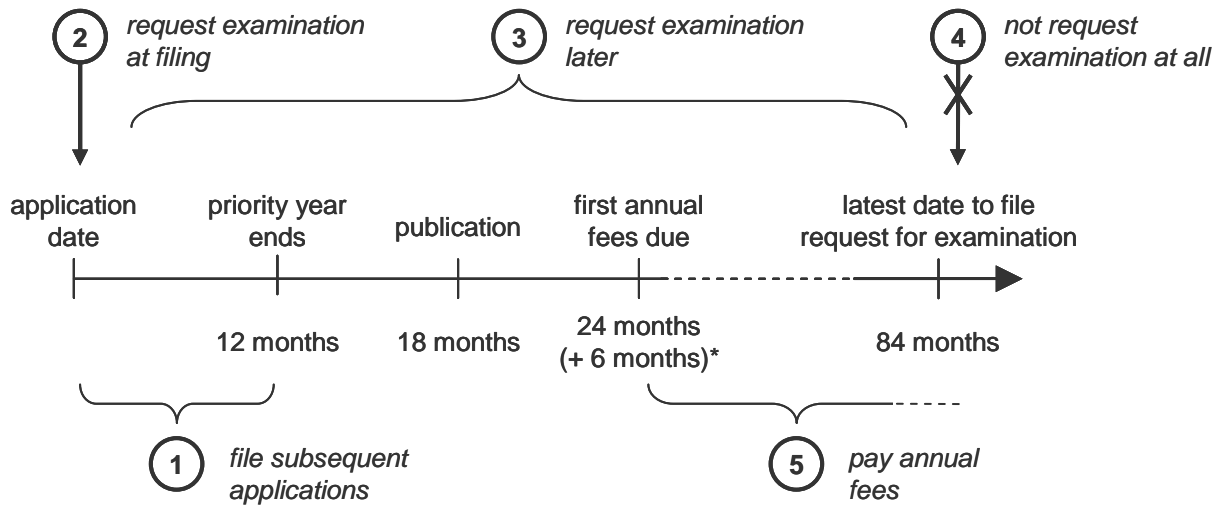 2 request examination
at filing
3 request examination
later
4 not request
examination at all
application
date
priority year
ends
publication
first annual
fees due
latest date to file
request for examination
12 months
18 months
24 months
(+ 6 months)*
84 months
1 file subsequent
applications
5 pay annual
fees